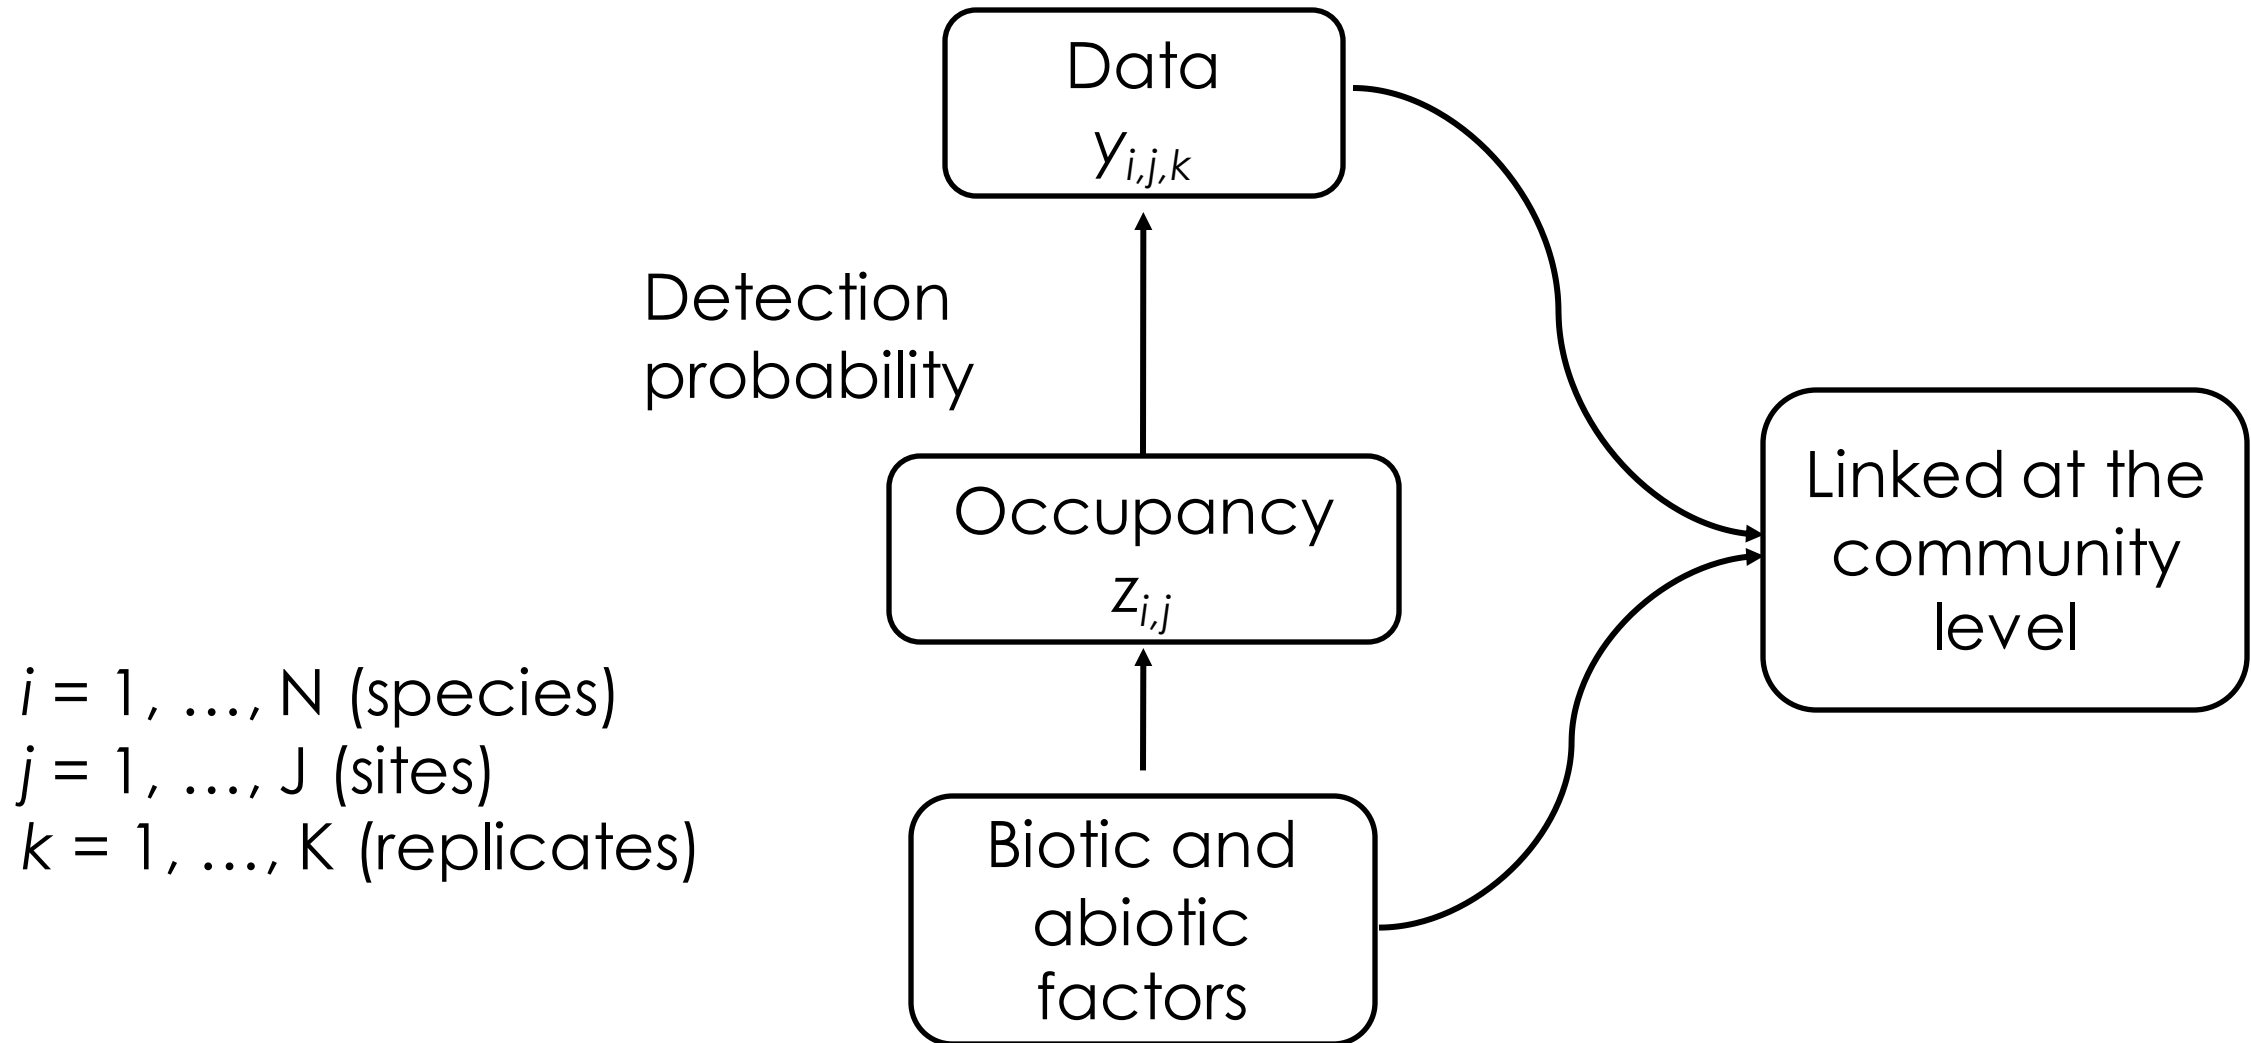 Data
y_{i,j,k}
Detection
probability
Occupancy
z_{i,j}
Linked at the
community
level
i = 1, …, N (species)
j = 1, …, J (sites)
k = 1, …, K (replicates)
Biotic and
abiotic
factors